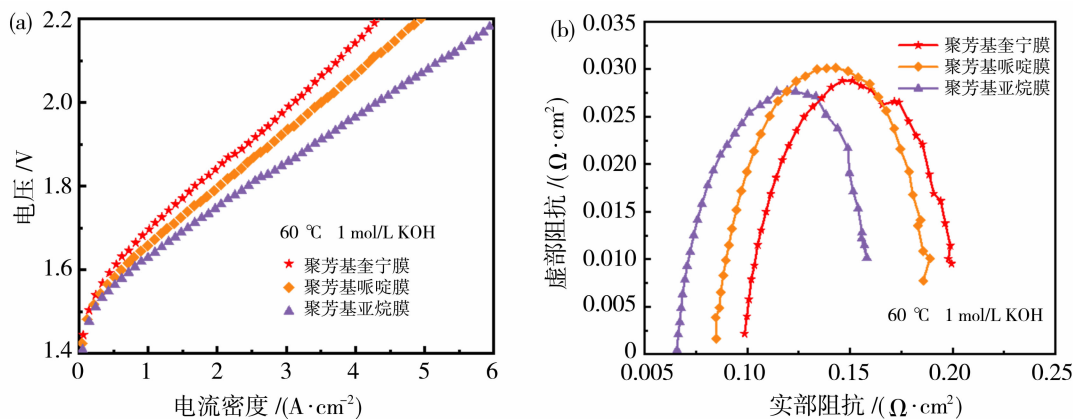 (a)
2.2
2.0
1.8
1.6
1.4
电压 /V
60 ℃ 1 mol/L KOH
聚芳基奎宁膜
聚芳基哌啶膜
聚芳基亚烷膜
0 1 2 3 4 5 6
电流密度 /(A·cm⁻²)
(b)
0.035
0.030
0.025
0.020
0.015
0.010
0.005
0
虚部阻抗 /(Ω·cm²)
聚芳基奎宁膜
聚芳基哌啶膜
聚芳基亚烷膜
60 ℃ 1 mol/L KOH
0.005 0.10 0.15 0.20 0.25
实部阻抗 /(Ω·cm²)